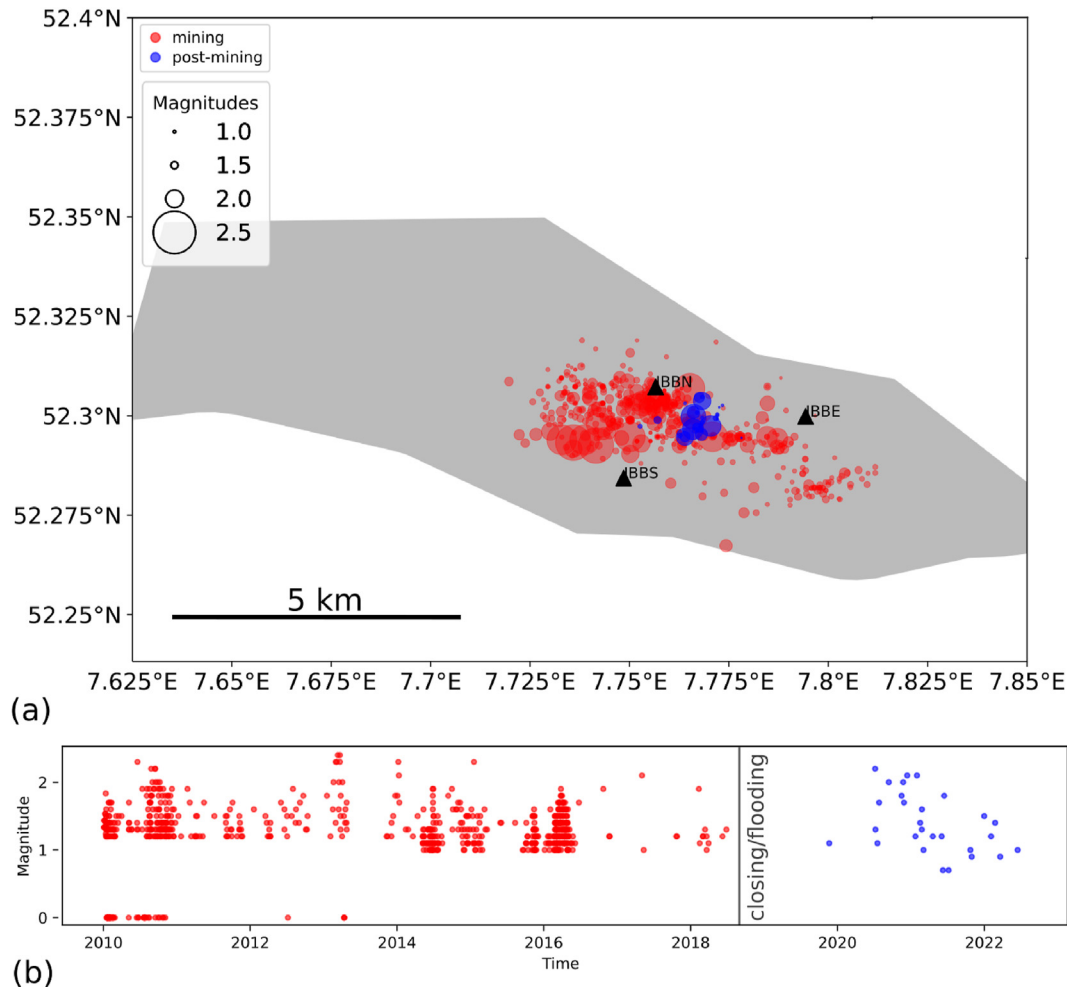 52.4°N
mining
post-mining
52.375°N
Magnitudes
1.0
1.5
2.0
2.5
52.35°N
52.325°N
52.3°N
IBBN
IBBE
IBBS
52.275°N
52.25°N
5 km
7.625°E 7.65°E 7.675°E 7.7°E 7.725°E 7.75°E 7.775°E 7.8°E 7.825°E 7.85°E
(a)
Magnitude
2
1
0
closing/flooding
2010 2012 2014 2016 2018 2020 2022
Time
(b)